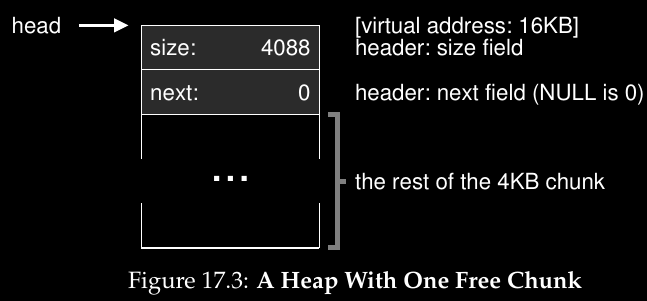 head
[virtual address: 16KB]
size: 4088
header: size field
next: 0
header: next field (NULL is 0)
...
the rest of the 4KB chunk
Figure 17.3: A Heap With One Free Chunk